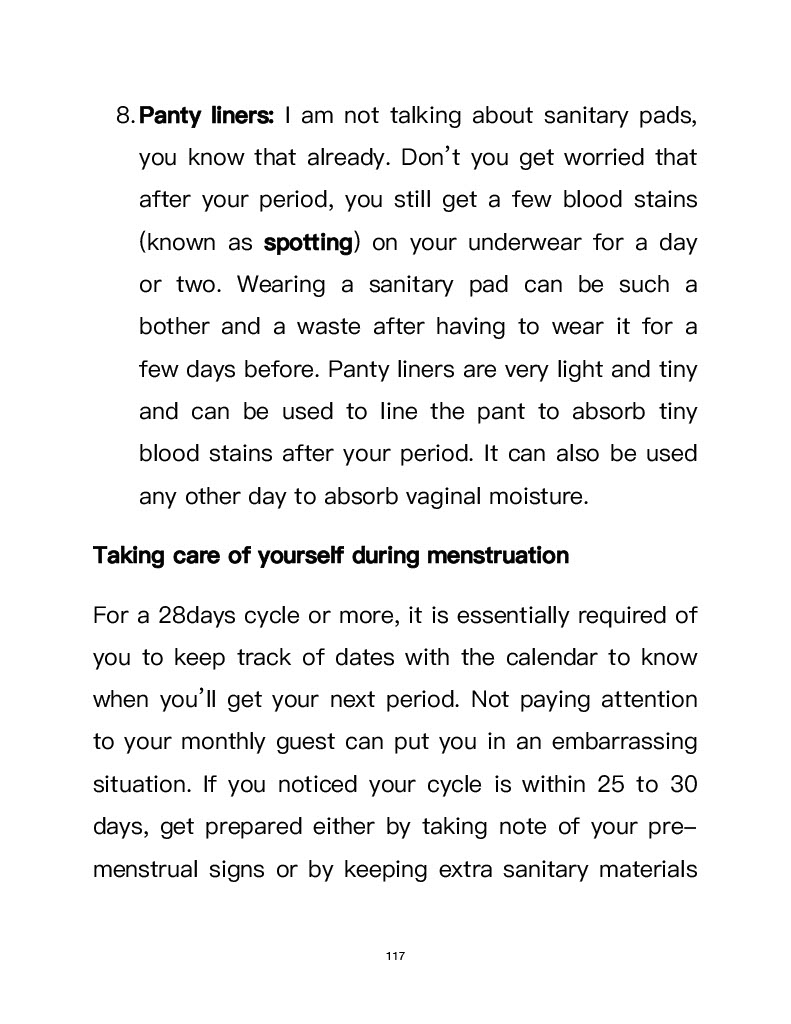 8. Panty liners: I am not talking about sanitary pads,
you know that already. Don’t you get worried that
after your period, you still get a few blood stains
(known as spotting) on your underwear for a day
or two. Wearing a sanitary pad can be such a
bother and a waste after having to wear it for a
few days before. Panty liners are very light and tiny
and can be used to line the pant to absorb tiny
blood stains after your period. It can also be used
any other day to absorb vaginal moisture.
Taking care of yourself during menstruation
For a 28days cycle or more, it is essentially required of
you to keep track of dates with the calendar to know
when you’ll get your next period. Not paying attention
to your monthly guest can put you in an embarrassing
situation. If you noticed your cycle is within 25 to 30
days, get prepared either by taking note of your pre–
menstrual signs or by keeping extra sanitary materials
117